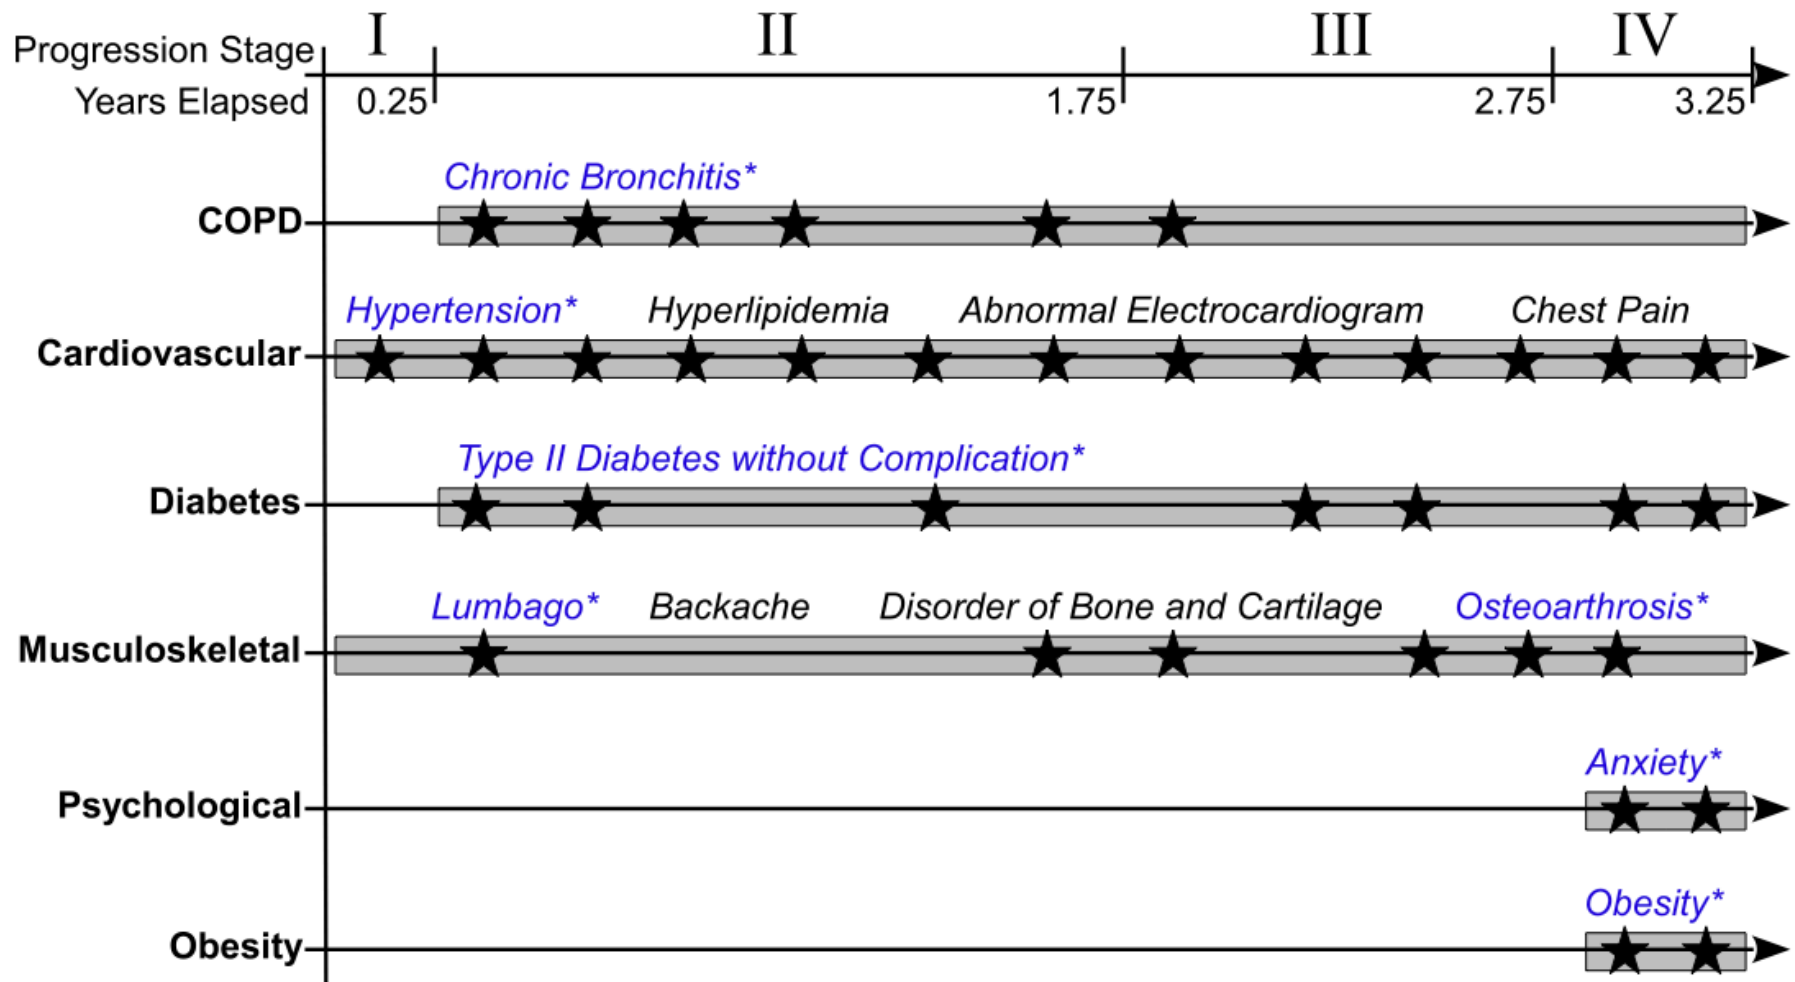 I II III IV
Progression Stage
Years Elapsed 0.25 1.75 2.75 3.25
Chronic Bronchitis*
COPD
Hypertension* Hyperlipidemia Abnormal Electrocardiogram Chest Pain
Cardiovascular
Type II Diabetes without Complication*
Diabetes
Lumbago* Backache Disorder of Bone and Cartilage Osteoarthrosis*
Musculoskeletal
Anxiety*
Psychological
Obesity*
Obesity